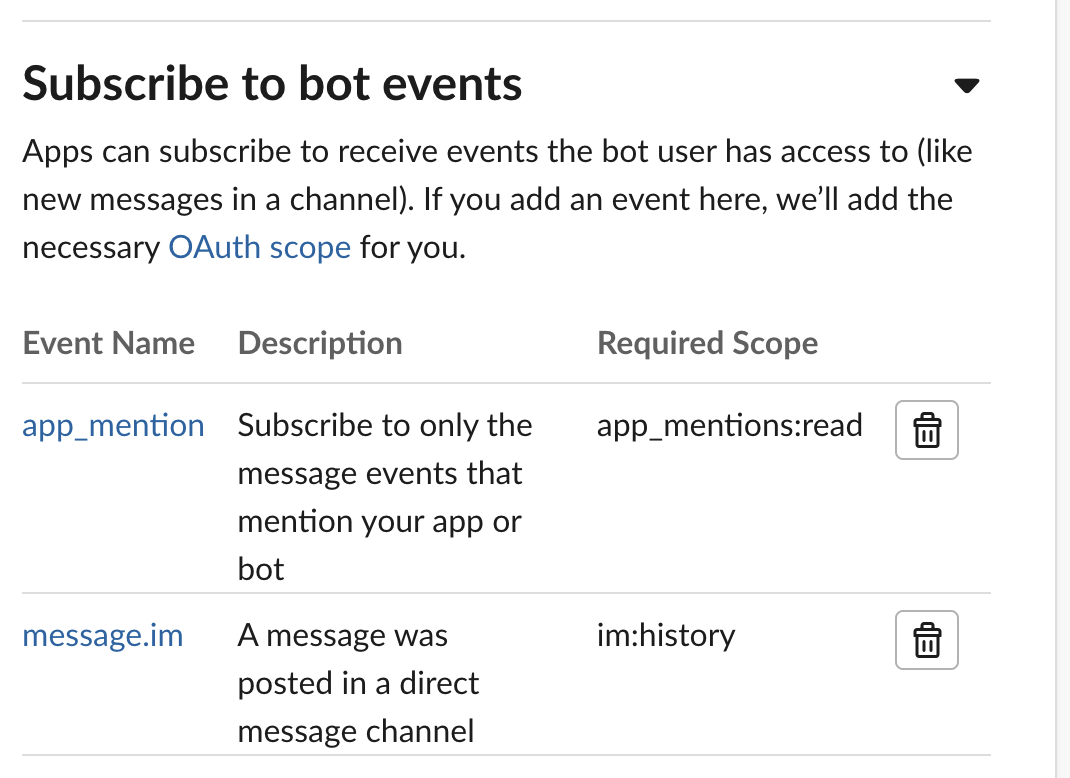 Subscribe to bot events
Apps can subscribe to receive events the bot user has access to (like
new messages in a channel). If you add an event here, we’ll add the
necessary OAuth scope for you.
Event Name Description Required Scope
app_mention Subscribe to only the app_mentions:read
message events that
mention your app or
bot
message.im A message was im:history
posted in a direct
message channel